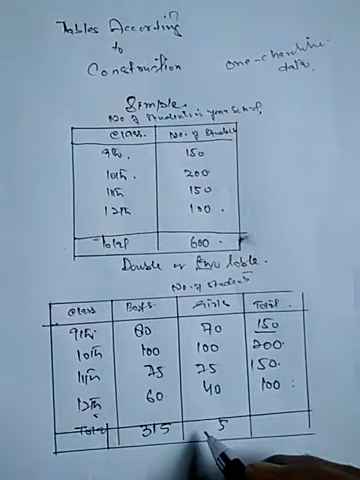 Tables According
to
Construction
one-character
data
Simple.
No of students in your school
Class. No. of Students
9th. 150
10th. 200
11th 150
12th 100.
Total 600.
Double or two table.
No. of students
Class Boys. Girls Total.
9th. 80 70 150
10th 100 100 200.
11th 75 75 150.
12th 60 40 100
Total 315 5